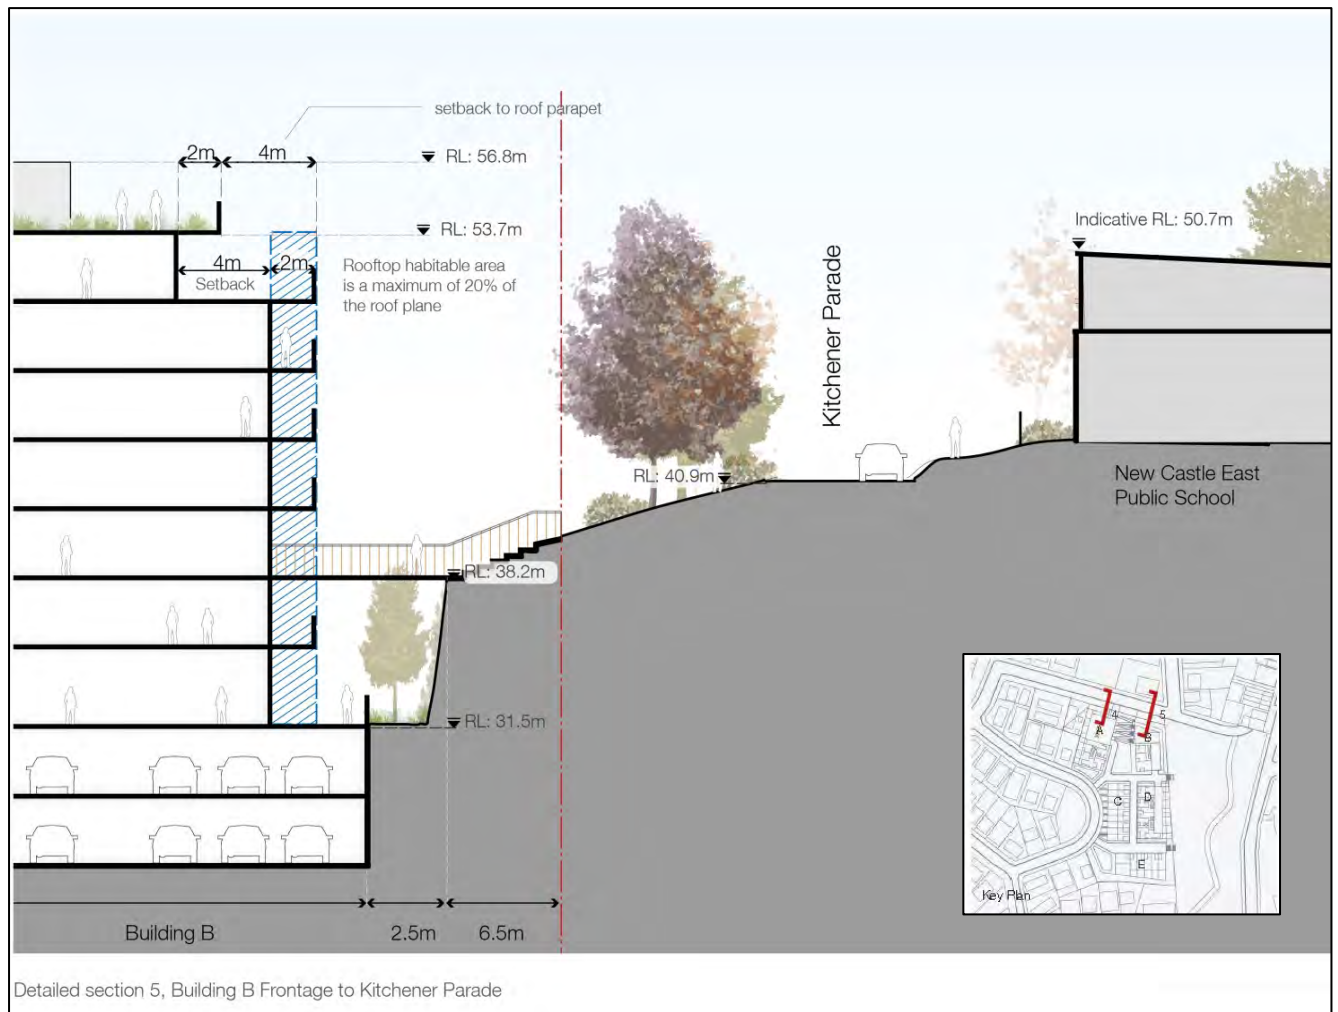 setback to roof parapet
2m
4m
RL: 56.8m
RL: 53.7m
4m
2m
Setback
Rooftop habitable area
is a maximum of 20% of
the roof plane
Kitchener Parade
Indicative RL: 50.7m
RL: 40.9m
New Castle East
Public School
RL: 38.2m
RL: 31.5m
4
5
A
B
C
D
E
Key Plan
Building B
2.5m
6.5m
Detailed section 5, Building B Frontage to Kitchener Parade